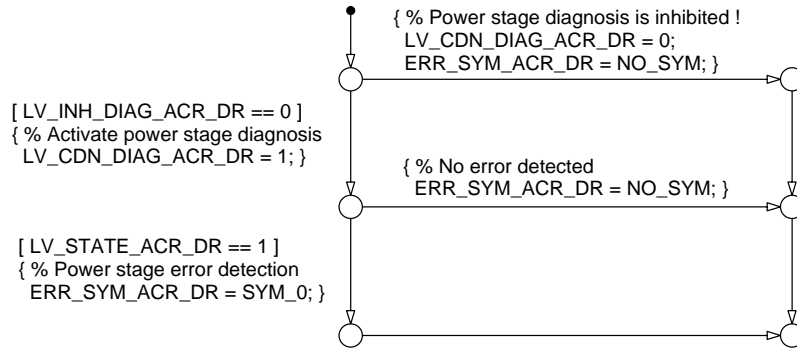 { % Power stage diagnosis is inhibited !
LV_CDN_DIAG_ACR_DR = 0;
ERR_SYM_ACR_DR = NO_SYM; }
[ LV_INH_DIAG_ACR_DR == 0 ]
{ % Activate power stage diagnosis
LV_CDN_DIAG_ACR_DR = 1; }
{ % No error detected
ERR_SYM_ACR_DR = NO_SYM; }
[ LV_STATE_ACR_DR == 1 ]
{ % Power stage error detection
ERR_SYM_ACR_DR = SYM_0; }